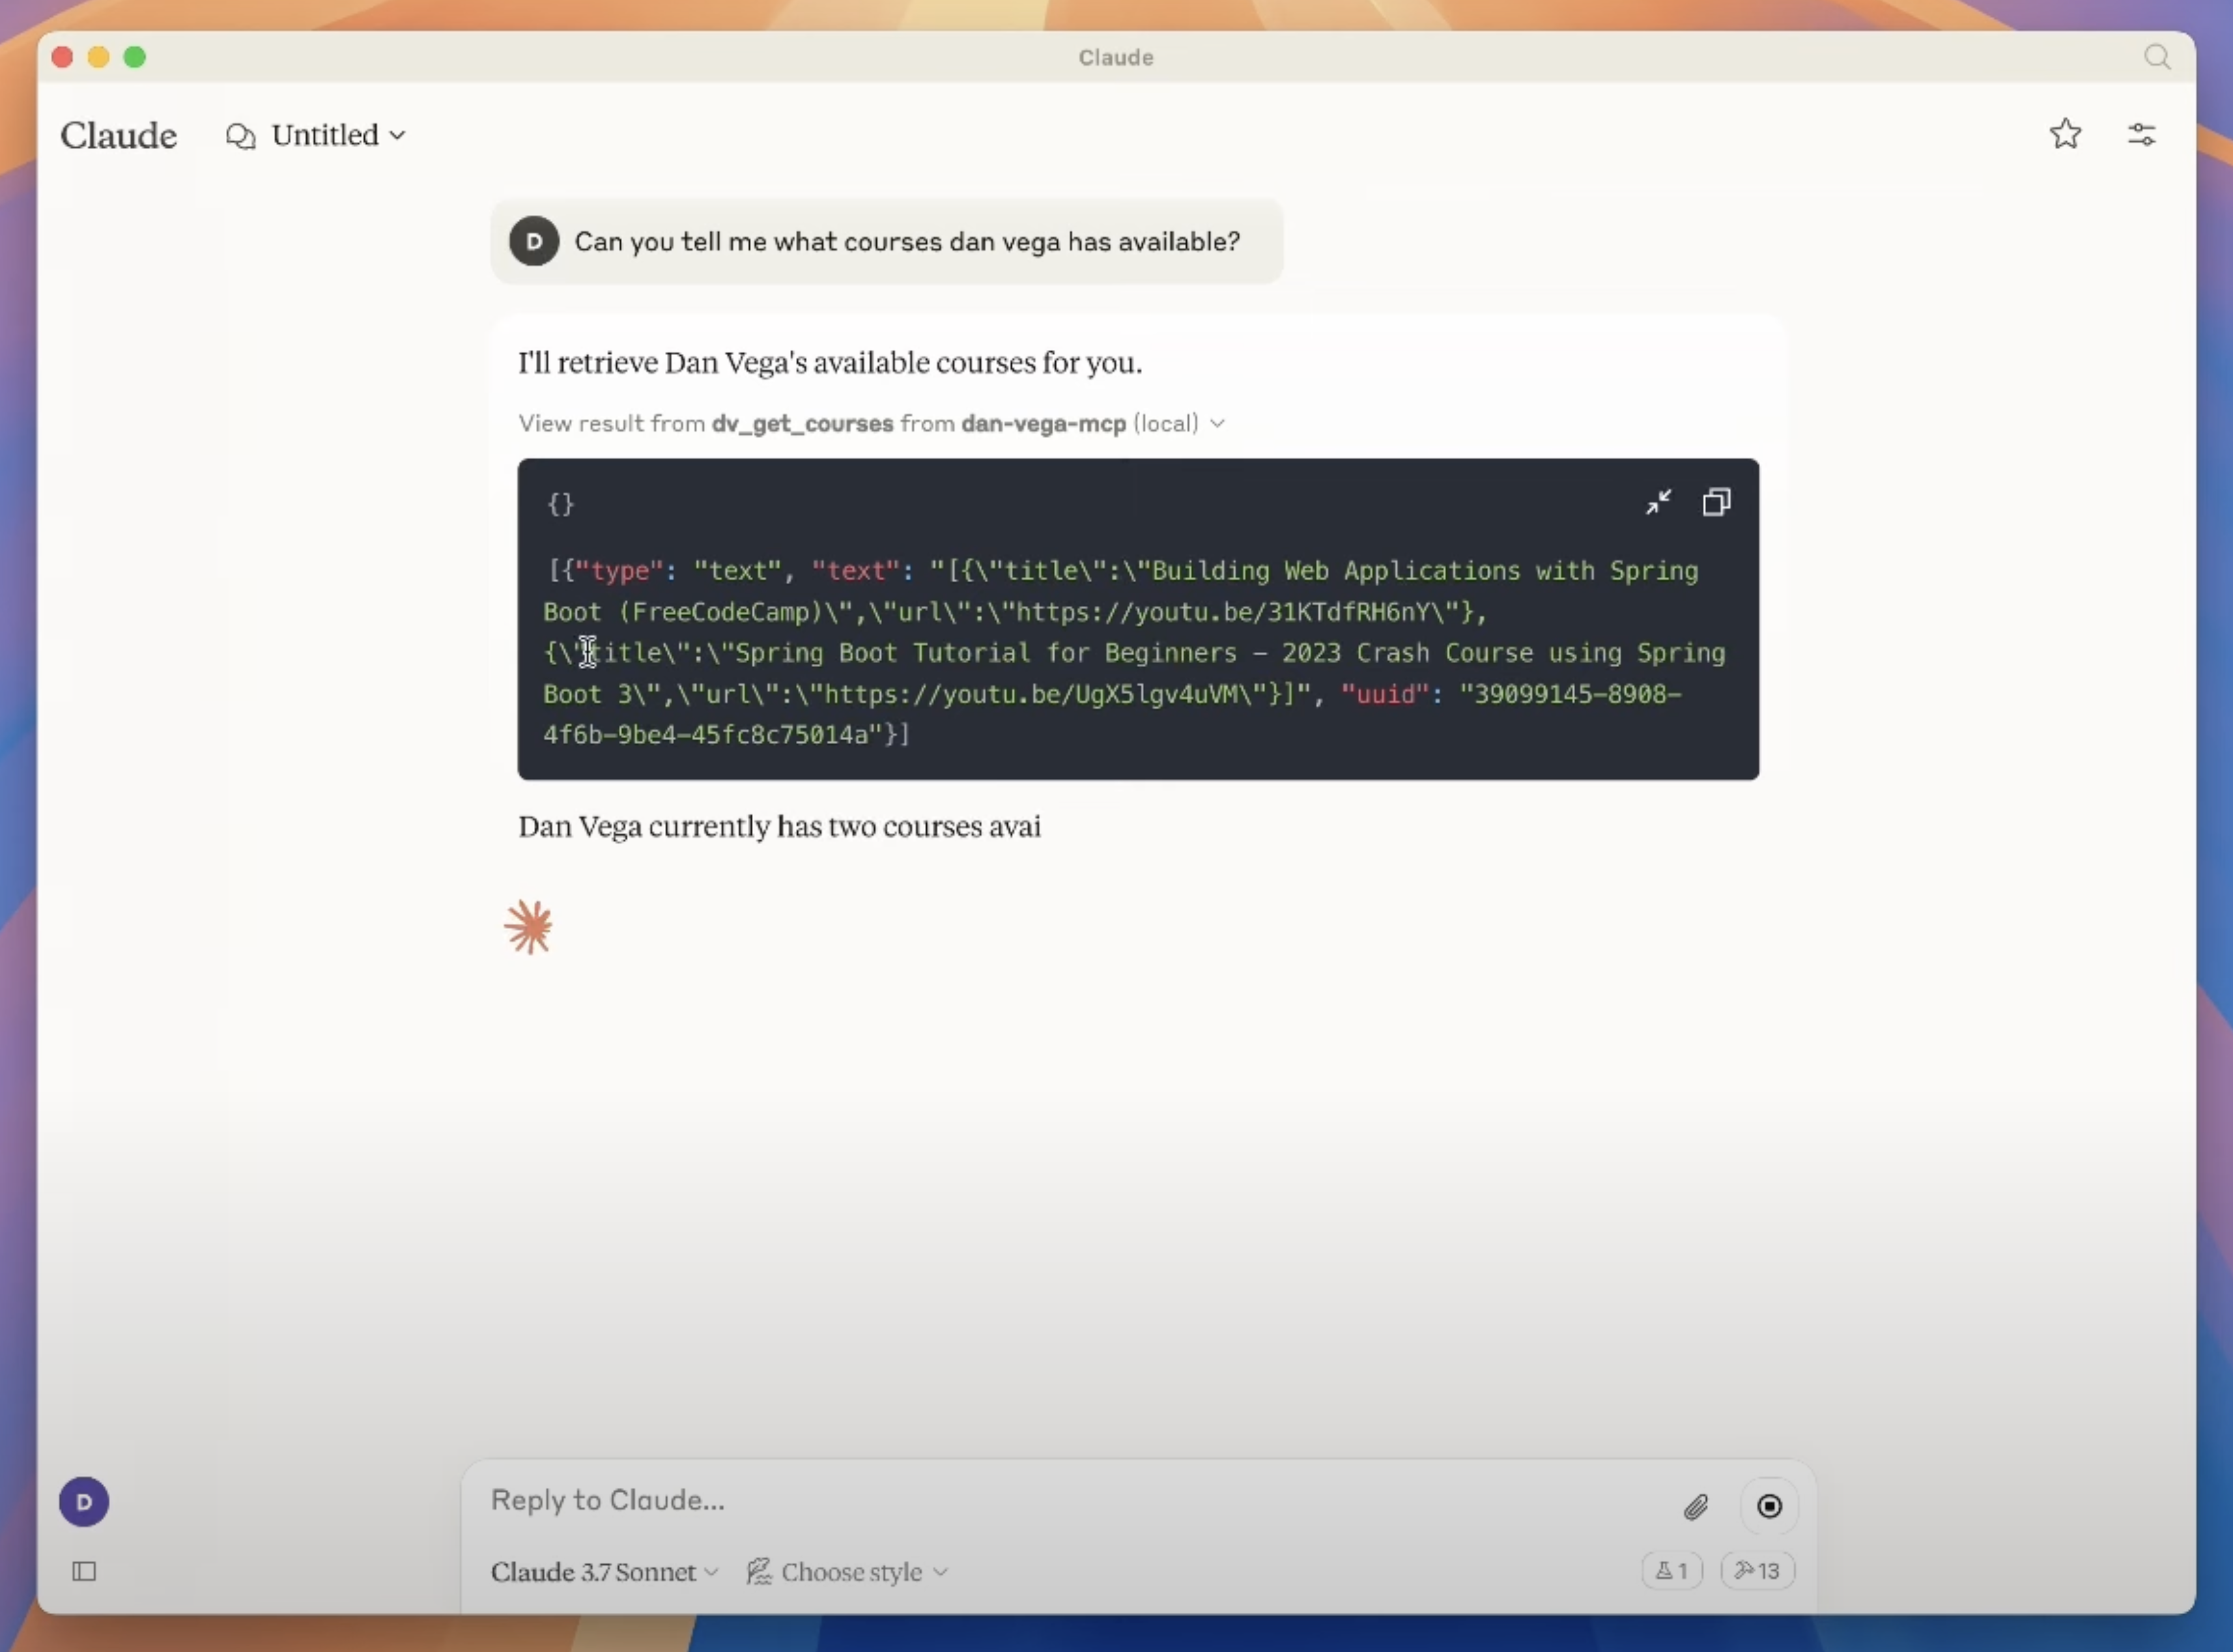 Claude
Claude
Untitled
D
Can you tell me what courses dan vega has available?
I'll retrieve Dan Vega's available courses for you.
View result from dv_get_courses from dan-vega-mcp (local)
{}
[{"type": "text", "text": "[{\"title\":\"Building Web Applications with Spring
Boot (FreeCodeCamp)\",\"url\":\"https://youtu.be/31KTdfRH6nY\"},
{\"title\":\"Spring Boot Tutorial for Beginners – 2023 Crash Course using Spring
Boot 3\",\"url\":\"https://youtu.be/UgX5lgv4uVM\"}]", "uuid": "39099145-8908-
4f6b-9be4-45fc8c75014a"}]
Dan Vega currently has two courses avai
D
Reply to Claude...
Claude 3.7 Sonnet
Choose style
1
13